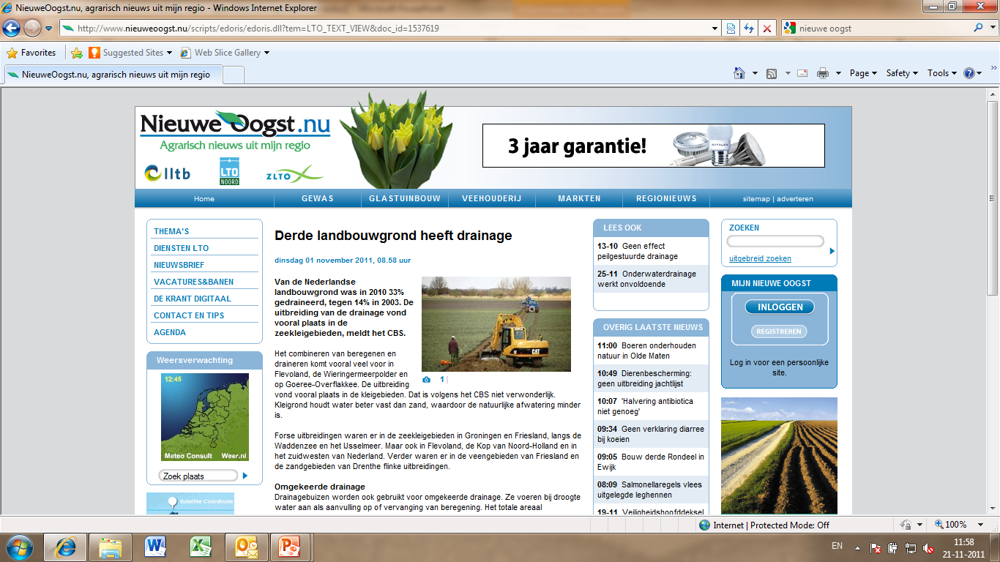 NieuweOogst.nu, agrarisch nieuws uit mijn regio - Windows Internet Explorer
http://www.nieuweoogst.nu/scripts/edoris/edoris.dll?tem=LTO_TEXT_VIEW&doc_id=1537619
nieuwe oogst
Favorites
Suggested Sites
Web Slice Gallery
NieuweOogst.nu, agrarisch nieuws uit mijn regio
Page
Safety
Tools
Nieuwe Oogst.nu
Agrarisch nieuws uit mijn regio
lltb
LTO
NOORD
ZLTO
3 jaar garantie!
Home
GEWAS
GLASTUINBOUW
VEEHOUDERIJ
MARKTEN
REGIONIEUWS
sitemap | adverteren
THEMA'S
DIENSTEN LTO
NIEUWSBRIEF
VACATURES&BANEN
DE KRANT DIGITAAL
CONTACT EN TIPS
AGENDA
Weersverwachting
12:45
Meteo Consult Weer.nl
Zoek plaats
Satellite Coördinate
Derde landbouwgrond heeft drainage
dinsdag 01 november 2011, 08.58 uur
Van de Nederlandse
landbouwgrond was in 2010 33%
gedraineerd, tegen 14% in 2003. De
uitbreiding van de drainage vond
vooral plaats in de
zeekleigebieden, meldt het CBS.
CAT
1 |
Het combineren van beregenen en
draineren komt vooral veel voor in
Flevoland, de Wieringermeerpolder en
op Goeree-Overflakkee. De uitbreiding
vond vooral plaats in de kleigebieden. Dat is volgens het CBS niet verwonderlijk.
Kleigrond houdt water beter vast dan zand, waardoor de natuurlijke afwatering minder
is.
Forse uitbreidingen waren er in de zeekleigebieden in Groningen en Friesland, langs de
Waddenzee en het IJsselmeer. Maar ook in Flevoland, de Kop van Noord-Holland en in
het zuidwesten van Nederland. Verder waren er in de veengebieden van Friesland en
de zandgebieden van Drenthe flinke uitbreidingen.
Omgekeerde drainage
Drainagebuizen worden ook gebruikt voor omgekeerde drainage. Ze voeren bij droogte
water aan als aanvulling op of vervanging van beregening. Het totale areaal
LEES OOK
13-10 Geen effect
peilgestuurde drainage
25-11 Onderwaterdrainage
werkt onvoldoende
OVERIG LAATSTE NIEUWS
11:00 Boeren onderhouden
natuur in Olde Maten
10:49 Dierenbescherming:
geen uitbreiding jachtlijst
10:07 'Halvering antibiotica
niet genoeg'
09:34 Geen verklaring diarree
bij koeien
09:05 Bouw derde Rondeel in
Ewijk
08:09 Salmonellaregels vlees
uitgelegde leghennen
19-11 Veiligheidshoofddeksel
ZOEKEN
uitgebreid zoeken
MIJN NIEUWE OOGST
INLOGGEN
REGISTREREN
Log in voor een persoonlijke
site.
Internet | Protected Mode: Off
100%
EN
11:58
21-11-2011